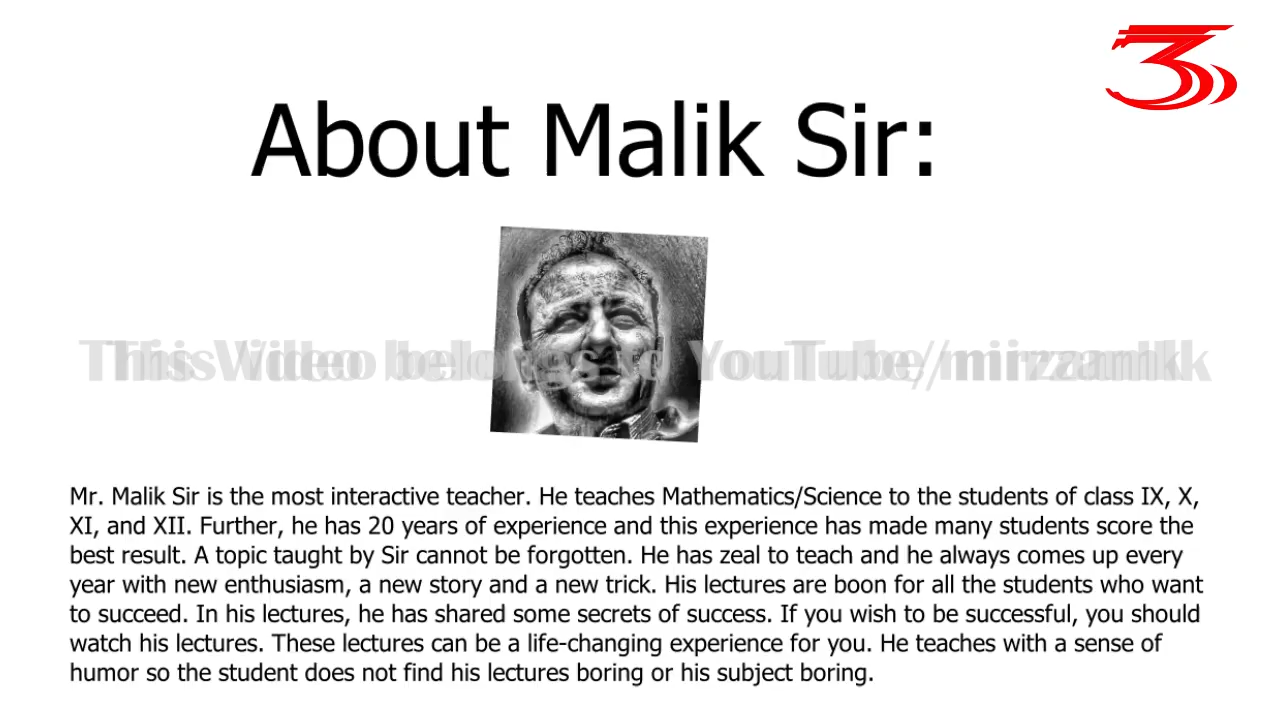 About Malik Sir:
This Video belongs to YouTube/mirzamlk
Mr. Malik Sir is the most interactive teacher. He teaches Mathematics/Science to the students of class IX, X,
XI, and XII. Further, he has 20 years of experience and this experience has made many students score the
best result. A topic taught by Sir cannot be forgotten. He has zeal to teach and he always comes up every
year with new enthusiasm, a new story and a new trick. His lectures are boon for all the students who want
to succeed. In his lectures, he has shared some secrets of success. If you wish to be successful, you should
watch his lectures. These lectures can be a life-changing experience for you. He teaches with a sense of
humor so the student does not find his lectures boring or his subject boring.